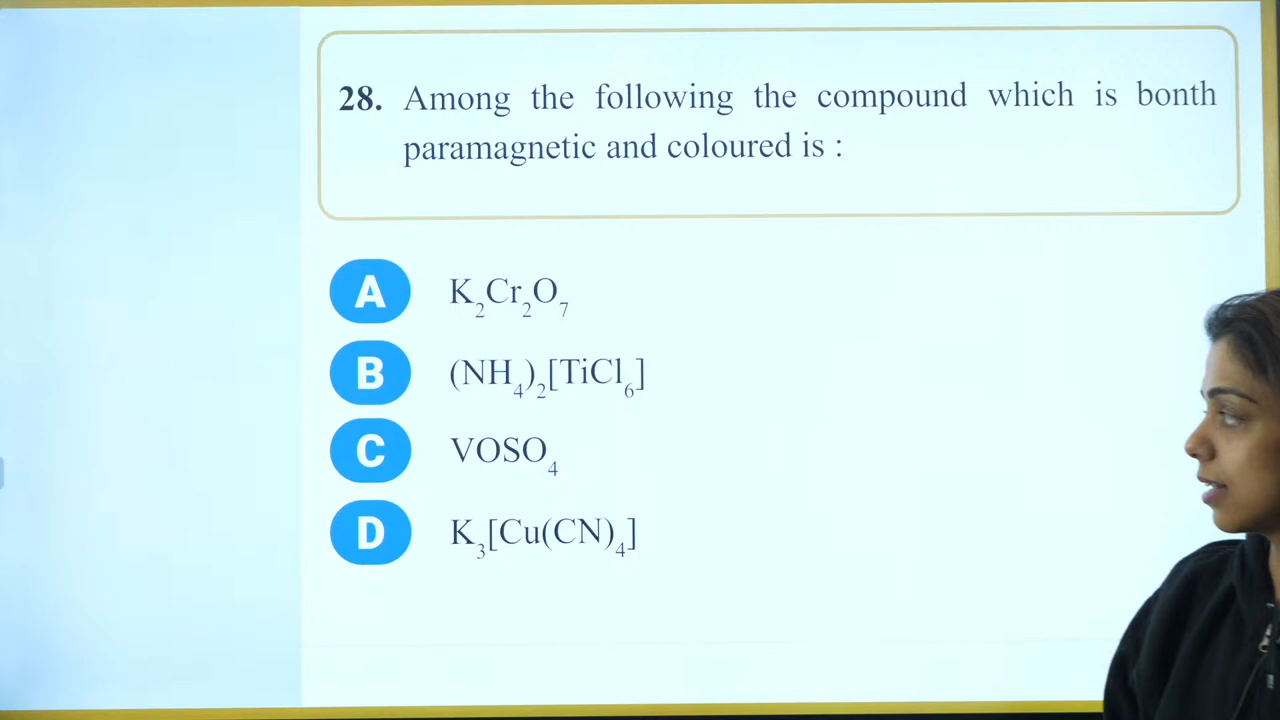 28. Among the following the compound which is bonth
paramagnetic and coloured is :
A K₂Cr₂O₇
B (NH₄)₂[TiCl₆]
C VOSO₄
D K₃[Cu(CN)₄]